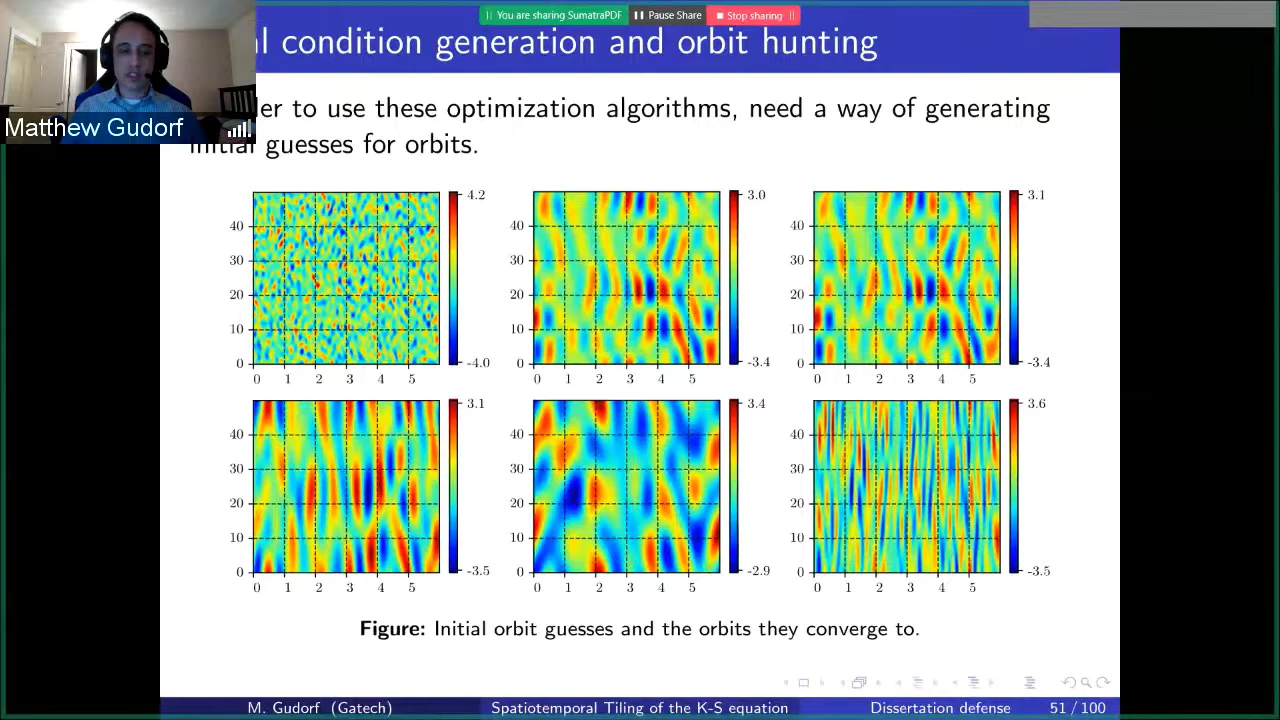 You are sharing SumatraPDF
Pause Share
Stop sharing
l condition generation and orbit hunting
Matthew Gudorf
der to use these optimization algorithms, need a way of generating
initial guesses for orbits.
4.2
40
30
20
10
0
-4.0
0 1 2 3 4 5
3.0
40
30
20
10
0
-3.4
0 1 2 3 4 5
3.1
40
30
20
10
0
-3.4
0 1 2 3 4 5
3.1
40
30
20
10
0
-3.5
0 1 2 3 4 5
3.4
40
30
20
10
0
-2.9
0 1 2 3 4 5
3.6
40
30
20
10
0
-3.5
0 1 2 3 4 5
Figure: Initial orbit guesses and the orbits they converge to.
M. Gudorf (Gatech) Spatiotemporal Tiling of the K-S equation Dissertation defense 51 / 100